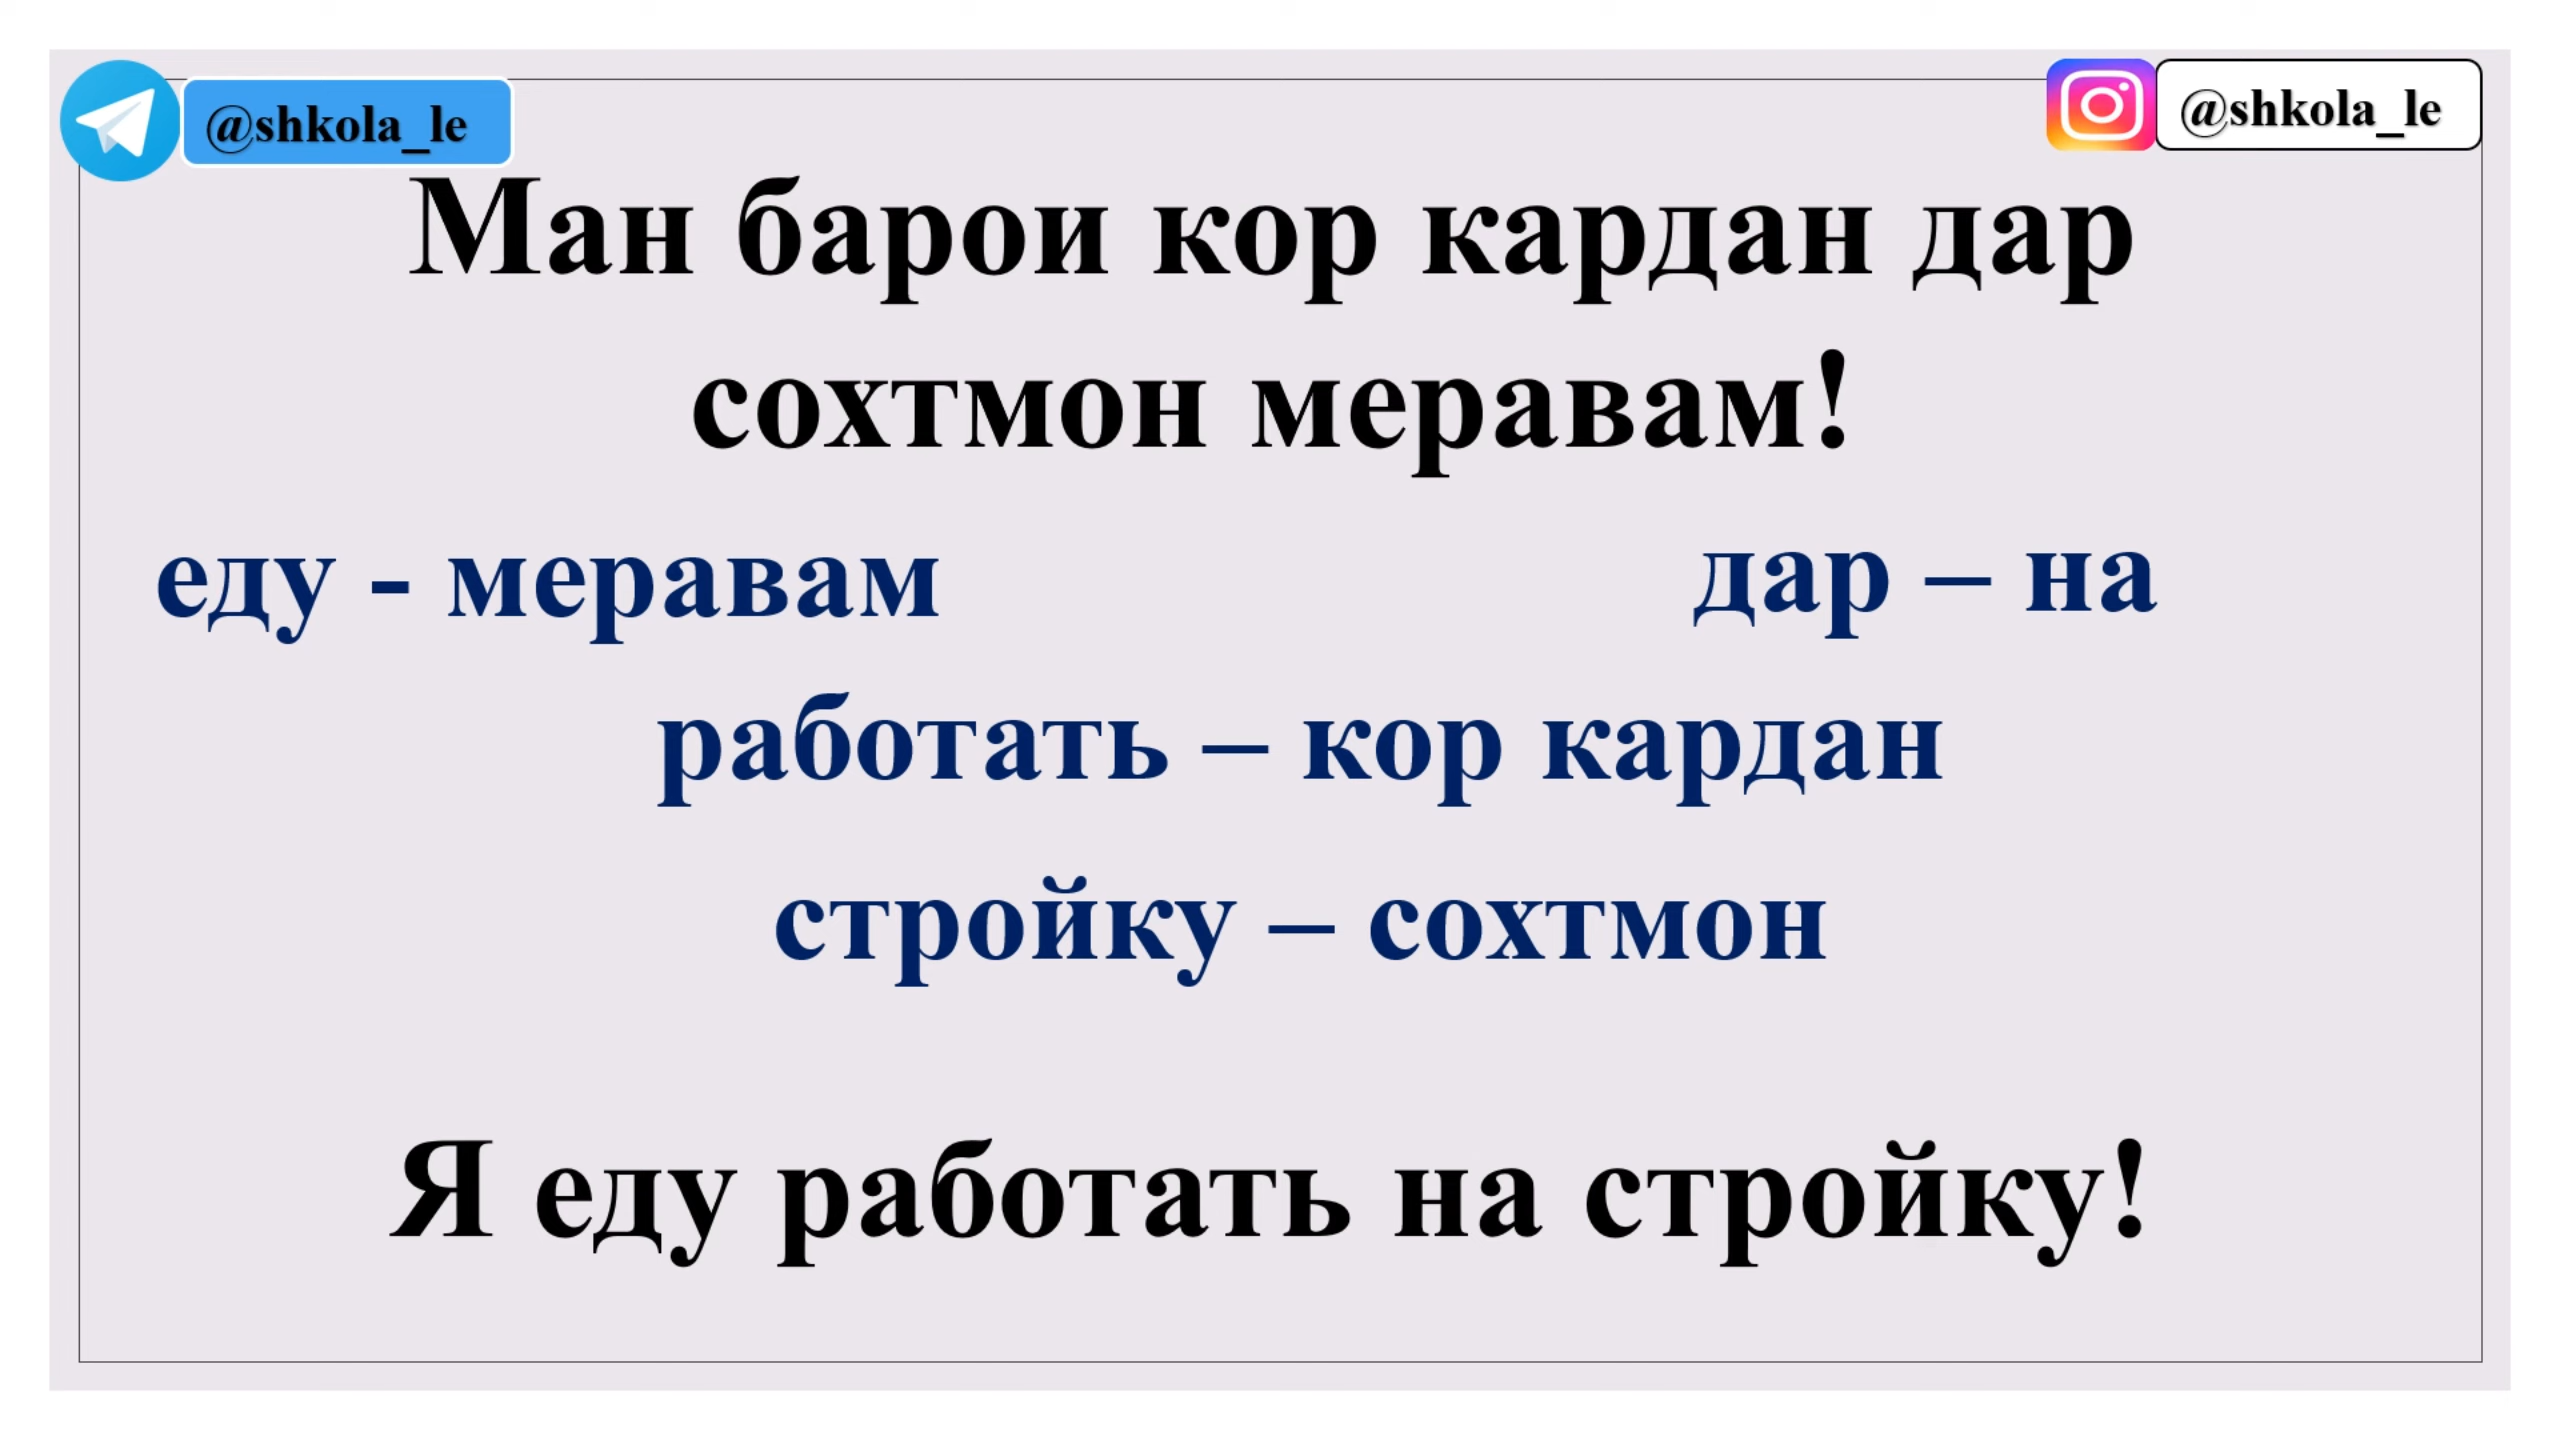 @shkola_le
@shkola_le
Ман барои кор кардан дар
сохтмон меравам!
еду - меравам
дар – на
работать – кор кардан
стройку – сохтмон
Я еду работать на стройку!